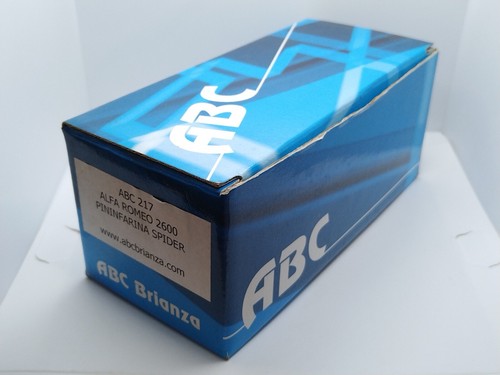 ABC
ABC 217
ALFA ROMEO 2600
PININFARINA SPIDER
www.abcbrianza.com
ABC Brianza
ABC